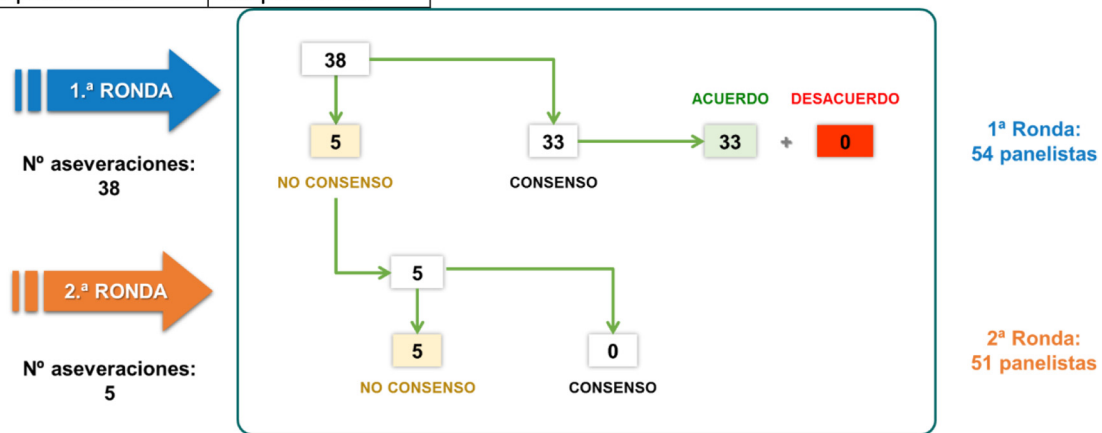 1.ª RONDA
Nº aseveraciones:
38
38
5
NO CONSENSO
33
CONSENSO
ACUERDO
DESACUERDO
33
+
0
1ª Ronda:
54 panelistas
2.ª RONDA
Nº aseveraciones:
5
5
5
NO CONSENSO
0
CONSENSO
2ª Ronda:
51 panelistas